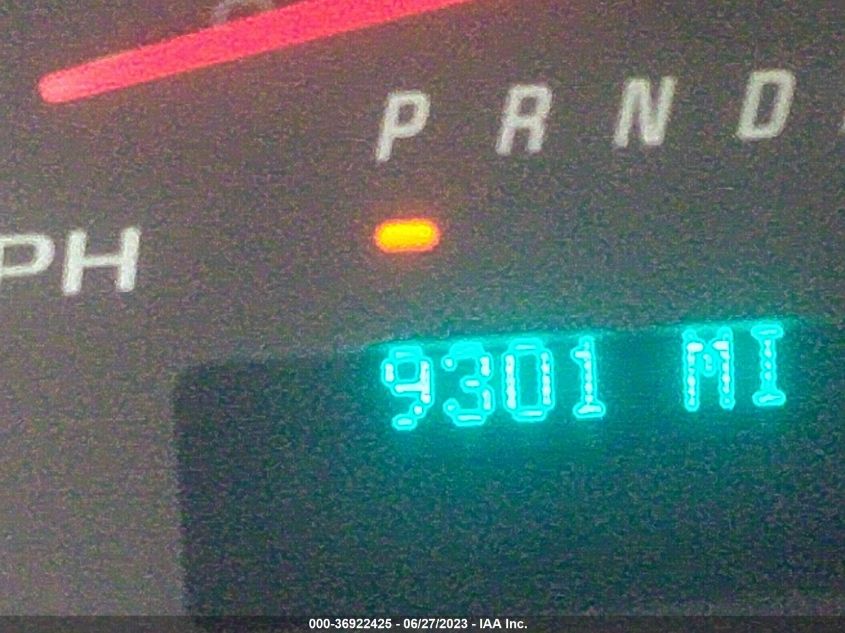 P R N D
PH
9301 MI
000-36922425 - 06/27/2023 - IAA Inc.